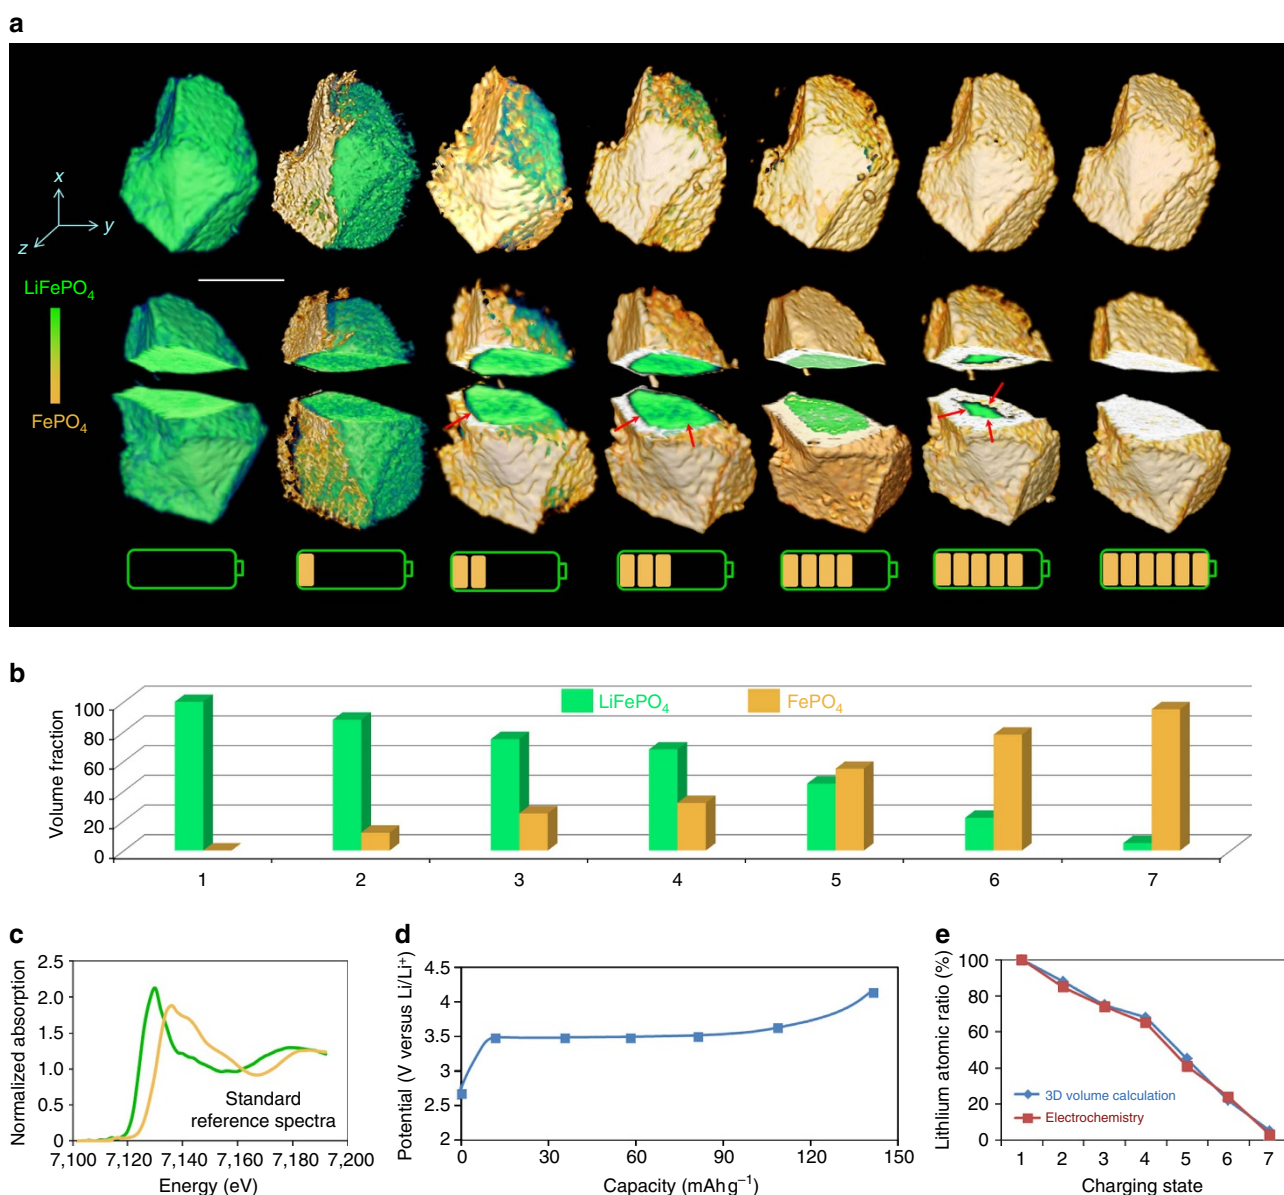 a
x
y
z
LiFePO4
FePO4
b
Volume fraction
100
80
60
40
20
0
LiFePO4
FePO4
1 2 3 4 5 6 7
c
Normalized absorption
2.5
2.0
1.5
1.0
0.5
0
Standard
reference spectra
7,100 7,120 7,140 7,160 7,180 7,200
Energy (eV)
d
Potential (V versus Li/Li+)
4.5
4
3.5
3
2.5
2
0 30 60 90 120 150
Capacity (mAh g−1)
e
Lithlium atomic ratio (%)
100
80
60
40
20
0
3D volume calculation
Electrochemistry
1 2 3 4 5 6 7
Charging state